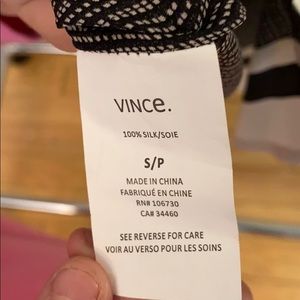 VINCe.
100% SILK/SOIE
S/P
MADE IN CHINA
FABRIQUÉ EN CHINE
RN# 106730
CA# 34460
SEE REVERSE FOR CARE
VOIR AU VERSO POUR LES SOINS